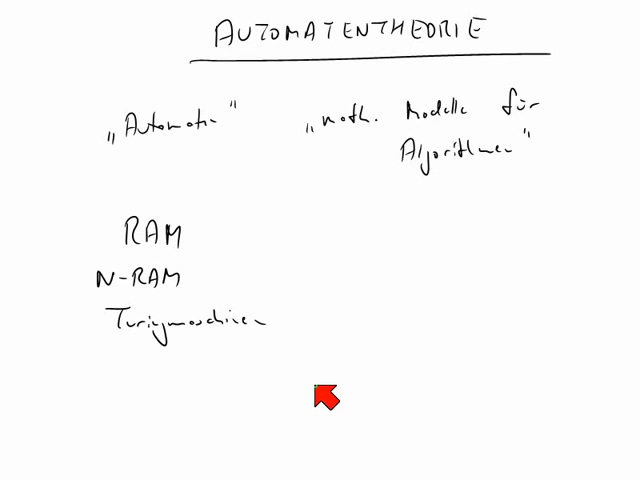 AUTOMATENTHEORIE
„Automaten" „math. Modelle für
Algorithmen"
RAM
N-RAM
Turingmaschinen